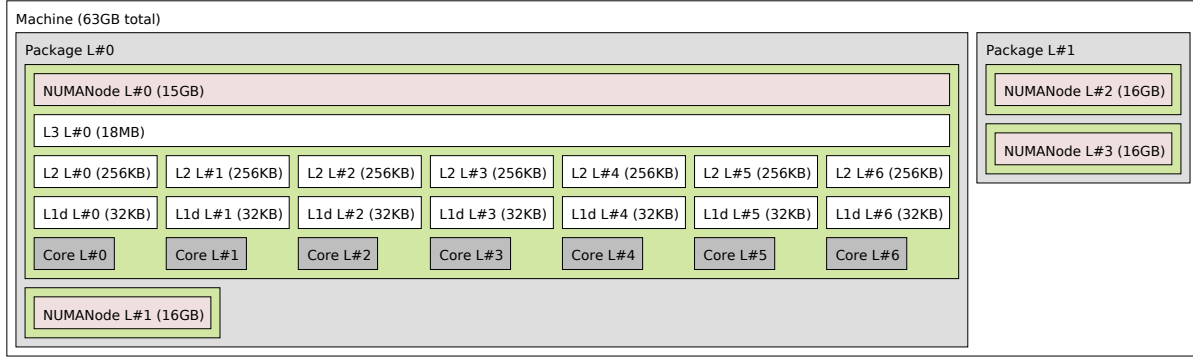 Machine (63GB total)
Package L#0
NUMANode L#0 (15GB)
L3 L#0 (18MB)
L2 L#0 (256KB) L2 L#1 (256KB) L2 L#2 (256KB) L2 L#3 (256KB) L2 L#4 (256KB) L2 L#5 (256KB) L2 L#6 (256KB)
L1d L#0 (32KB) L1d L#1 (32KB) L1d L#2 (32KB) L1d L#3 (32KB) L1d L#4 (32KB) L1d L#5 (32KB) L1d L#6 (32KB)
Core L#0 Core L#1 Core L#2 Core L#3 Core L#4 Core L#5 Core L#6
NUMANode L#1 (16GB)
Package L#1
NUMANode L#2 (16GB)
NUMANode L#3 (16GB)